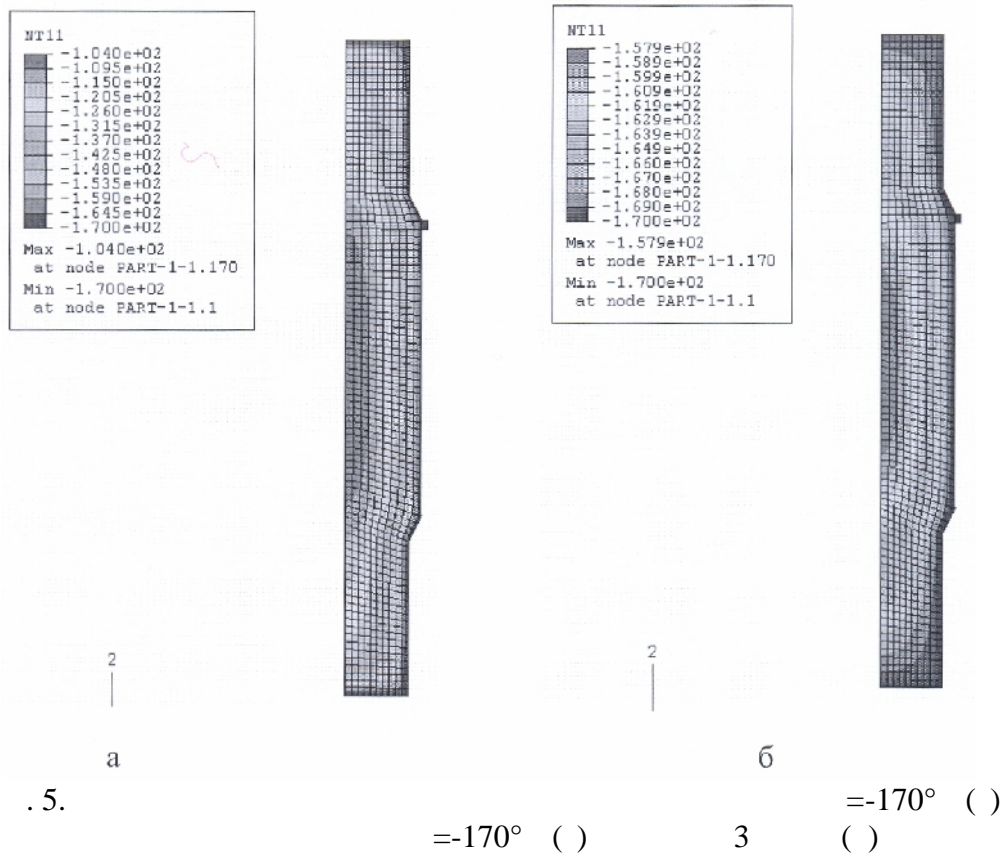 NT11
-1.040e+02
-1.095e+02
-1.150e+02
-1.205e+02
-1.260e+02
-1.315e+02
-1.370e+02
-1.425e+02
-1.480e+02
-1.535e+02
-1.590e+02
-1.645e+02
-1.700e+02
Max -1.040e+02
at node PART-1-1.170
Min -1.700e+02
at node PART-1-1.1
2
а
NT11
-1.579e+02
-1.589e+02
-1.599e+02
-1.609e+02
-1.619e+02
-1.629e+02
-1.639e+02
-1.649e+02
-1.660e+02
-1.670e+02
-1.680e+02
-1.690e+02
-1.700e+02
Max -1.579e+02
at node PART-1-1.170
Min -1.700e+02
at node PART-1-1.1
2
б
. 5. =-170° ( )
=-170° ( ) 3 ( )